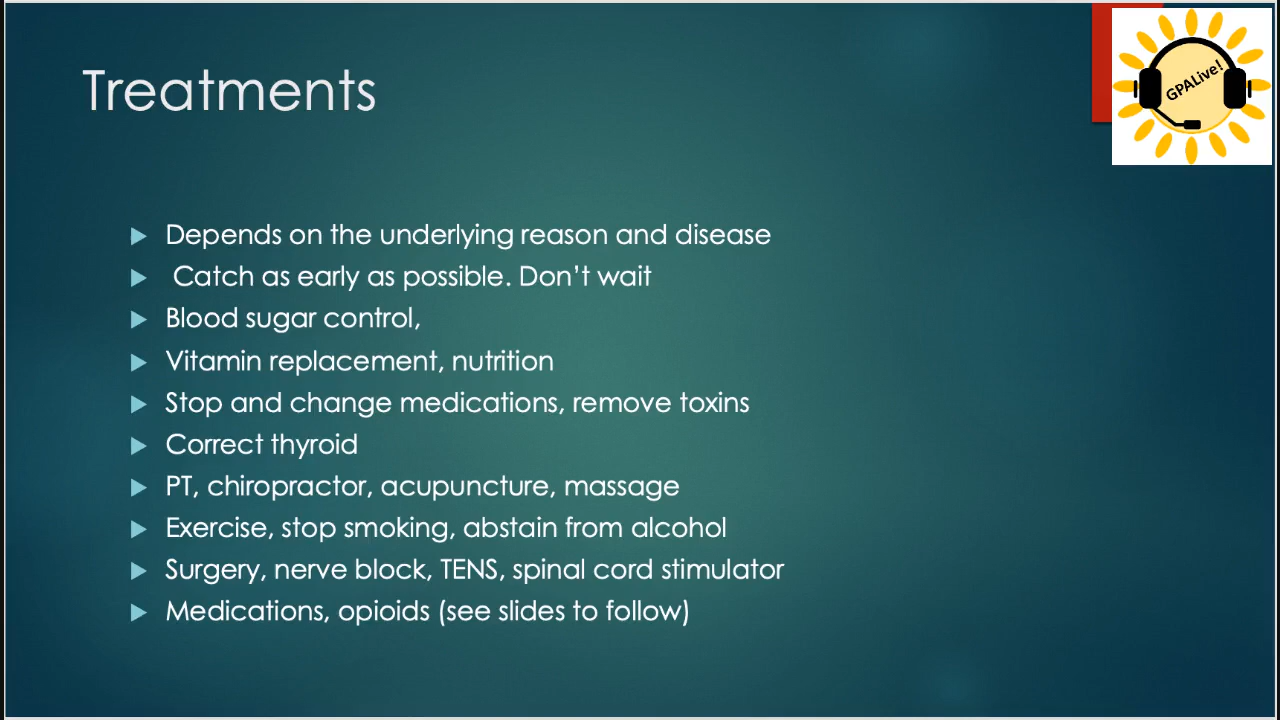 Treatments
GPALive!
Depends on the underlying reason and disease
Catch as early as possible. Don't wait
Blood sugar control,
Vitamin replacement, nutrition
Stop and change medications, remove toxins
Correct thyroid
PT, chiropractor, acupuncture, massage
Exercise, stop smoking, abstain from alcohol
Surgery, nerve block, TENS, spinal cord stimulator
Medications, opioids (see slides to follow)